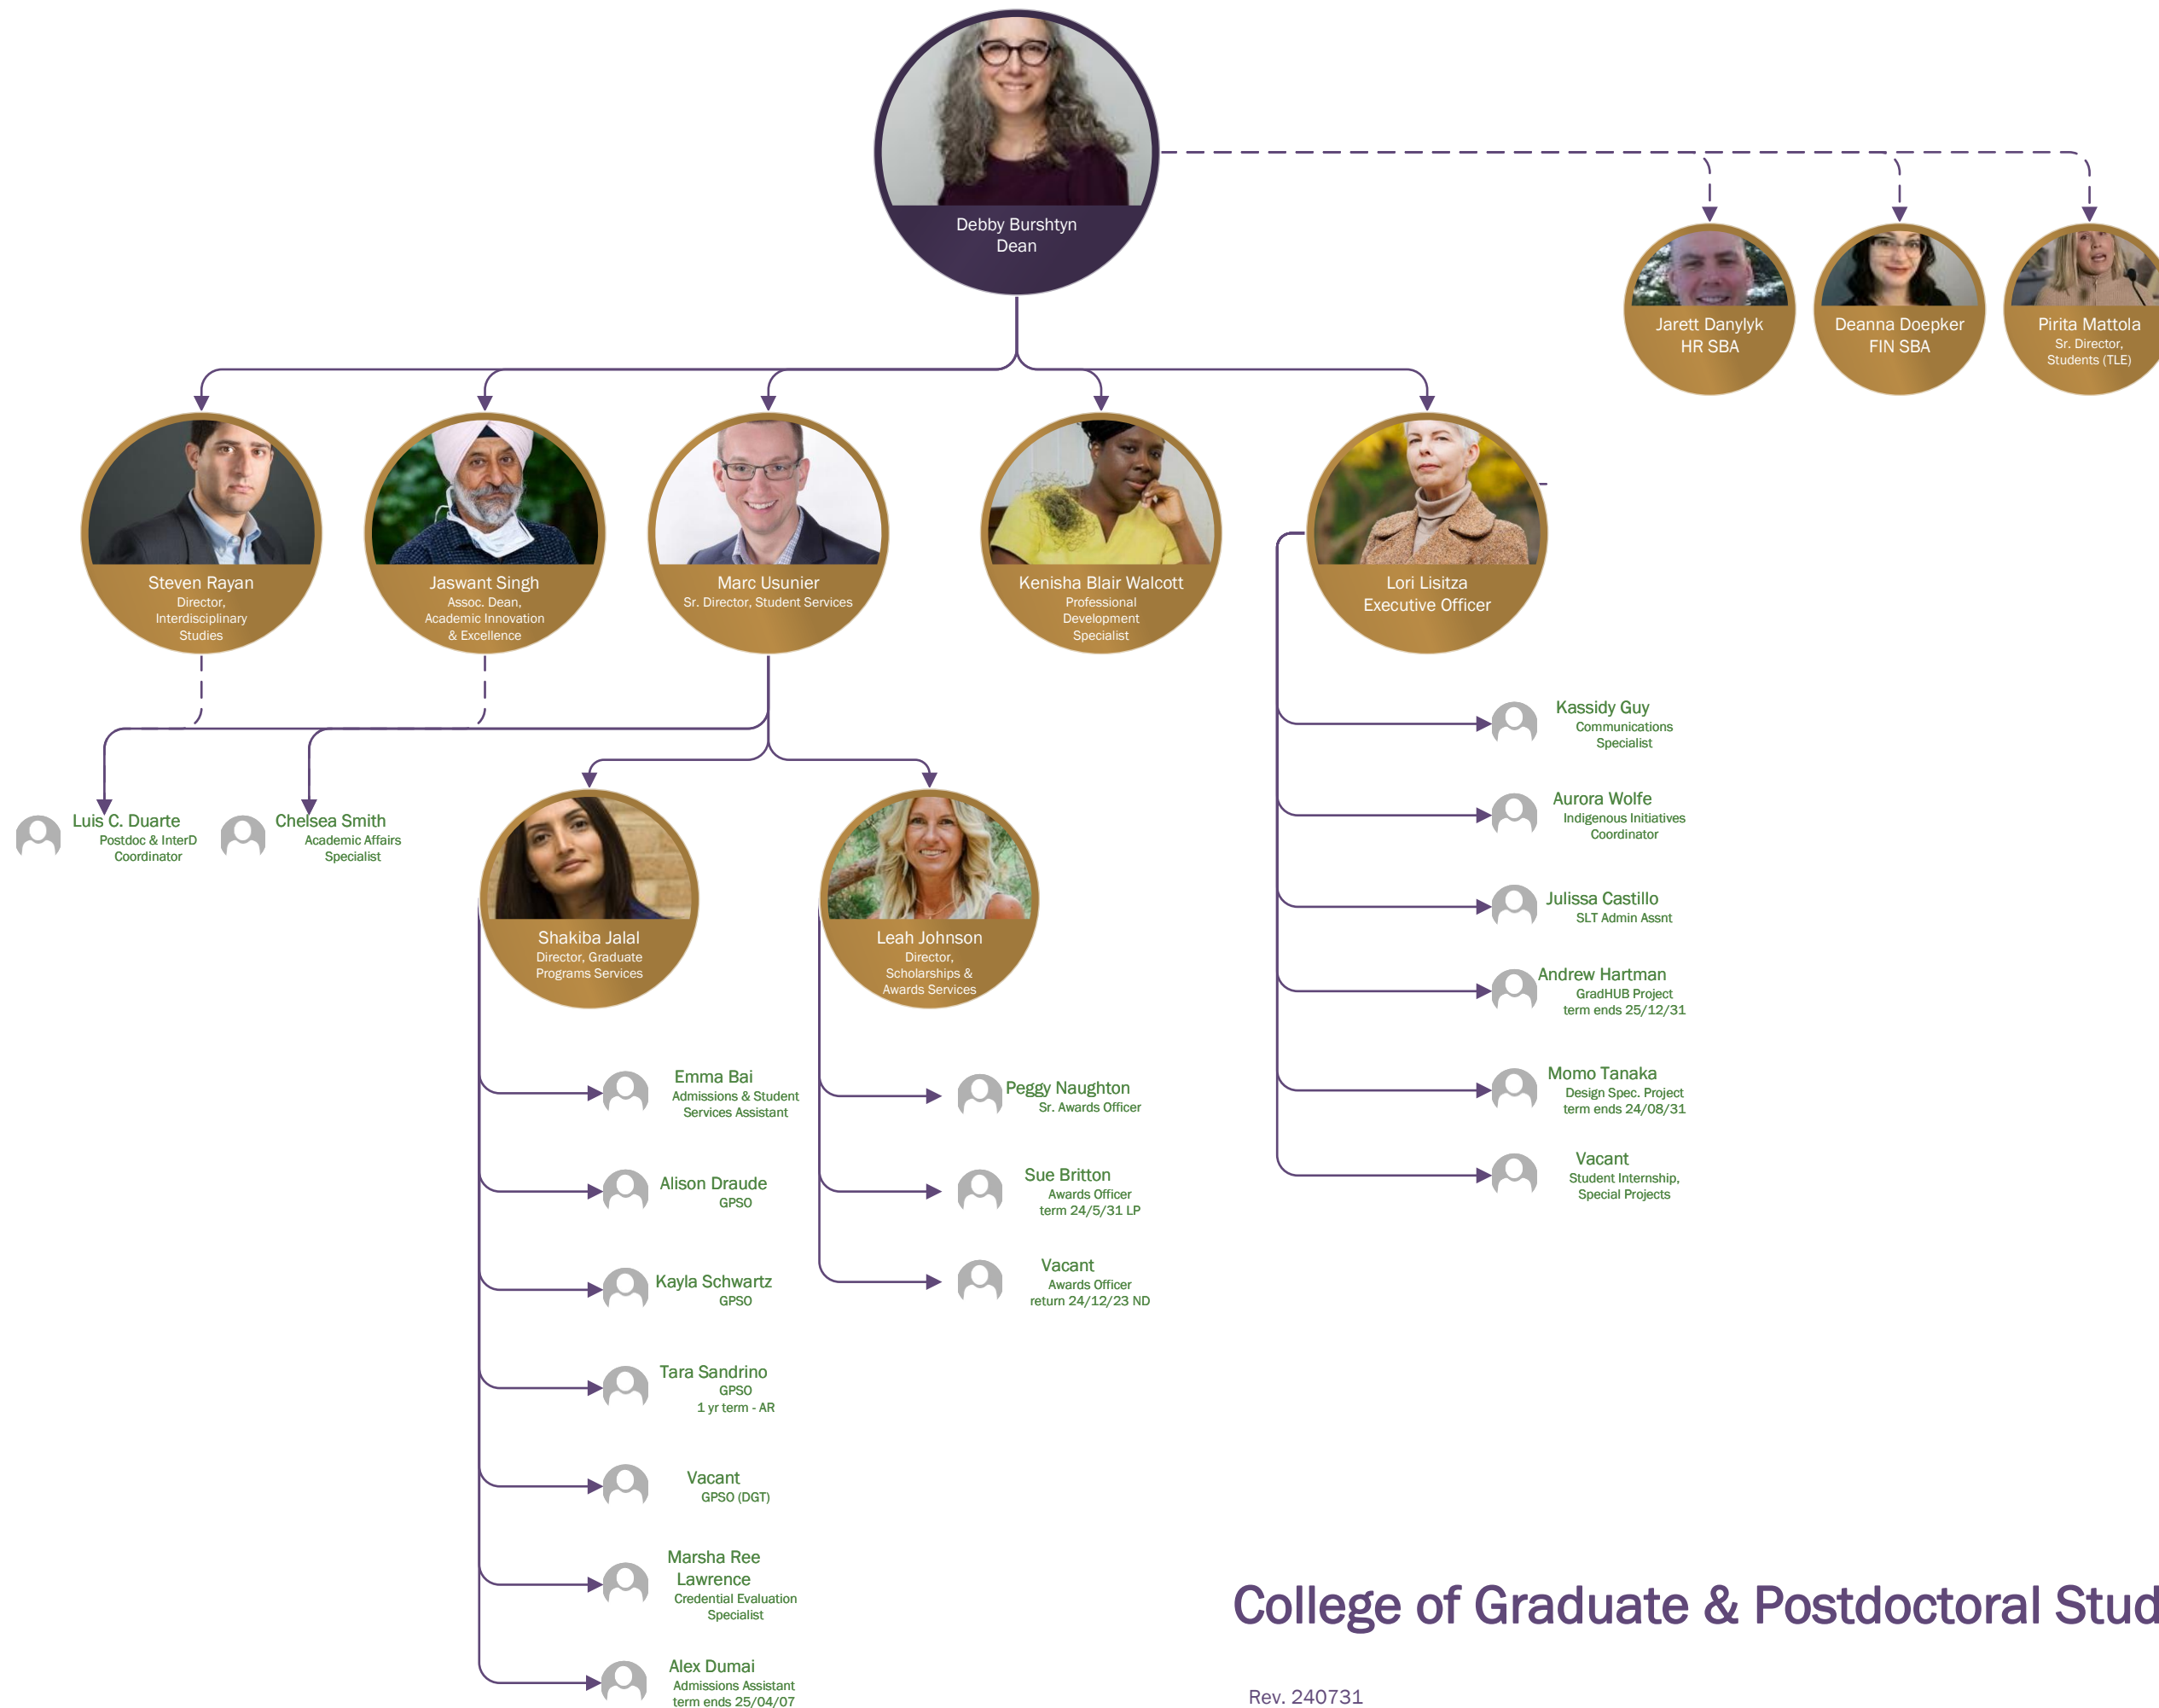 Debby Burshtyn
Dean
Jarett Danylyk
HR SBA
Deanna Doepker
FIN SBA
Pirita Mattola
Sr. Director,
Students (TLE)
Steven Rayan
Director,
Interdisciplinary
Studies
Jaswant Singh
Assoc. Dean,
Academic Innovation
& Excellence
Marc Usunier
Sr. Director, Student Services
Kenisha Blair Walcott
Professional
Development
Specialist
Lori Lisitza
Executive Officer
Luis C. Duarte
Postdoc & InterD
Coordinator
Chelsea Smith
Academic Affairs
Specialist
Shakiba Jalal
Director, Graduate
Programs Services
Leah Johnson
Director,
Scholarships &
Awards Services
Kassidy Guy
Communications
Specialist
Aurora Wolfe
Indigenous Initiatives
Coordinator
Julissa Castillo
SLT Admin Assnt
Andrew Hartman
GradHUB Project
term ends 25/12/31
Momo Tanaka
Design Spec. Project
term ends 24/08/31
Vacant
Student Internship,
Special Projects
Emma Bai
Admissions & Student
Services Assistant
Alison Draude
GPSO
Kayla Schwartz
GPSO
Tara Sandrino
GPSO
1 yr term - AR
Vacant
GPSO (DGT)
Marsha Ree
Lawrence
Credential Evaluation
Specialist
Alex Dumai
Admissions Assistant
term ends 25/04/07
Peggy Naughton
Sr. Awards Officer
Sue Britton
Awards Officer
term 24/5/31 LP
Vacant
Awards Officer
return 24/12/23 ND
College of Graduate & Postdoctoral Stud
Rev. 240731